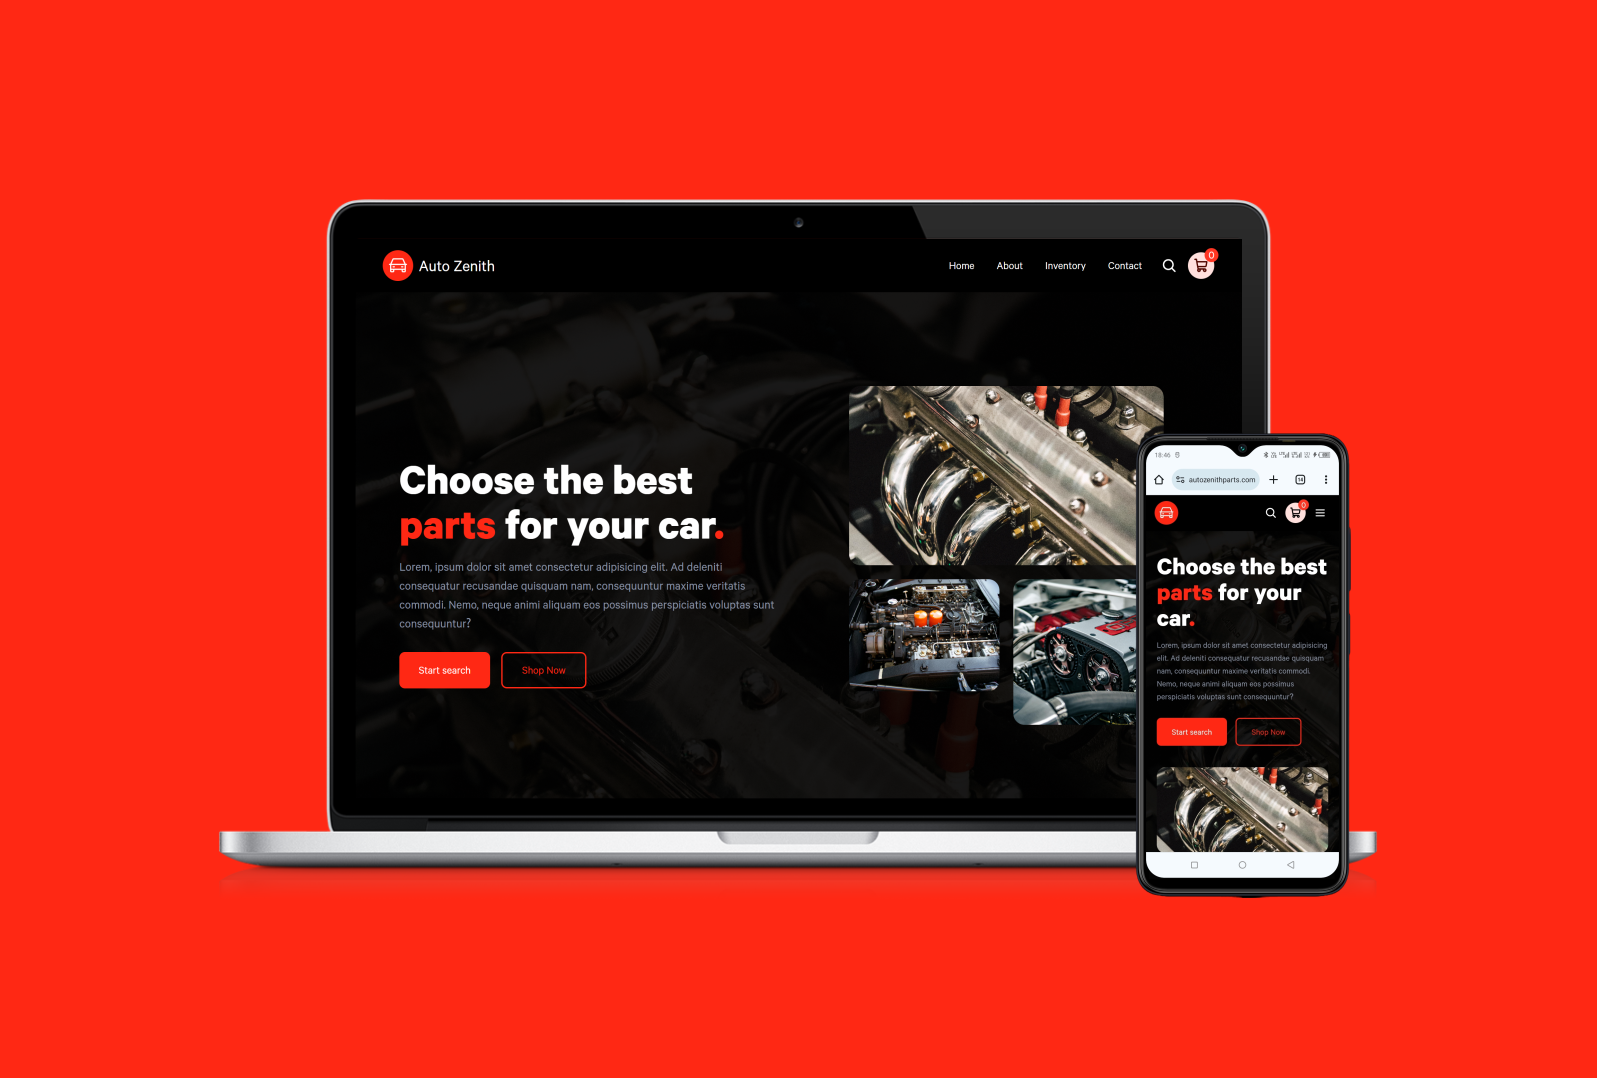 Auto Zenith
Home About Inventory Contact
0
Choose the best
parts for your car.
Lorem, ipsum dolor sit amet consectetur adipisicing elit. Ad deleniti
consequatur recusandae quisquam nam, consequuntur maxime veritatis
commodi. Nemo, neque animi aliquam eos possimus perspiciatis voluptas sunt
consequuntur?
Start search Shop Now
18:46
autozenithparts.com
14
0
Choose the best
parts for your
car.
Lorem, ipsum dolor sit amet consectetur adipisicing
elit. Ad deleniti consequatur recusandae quisquam
nam, consequuntur maxime veritatis commodi.
Nemo, neque animi aliquam eos possimus
perspiciatis voluptas sunt consequuntur?
Start search Shop Now